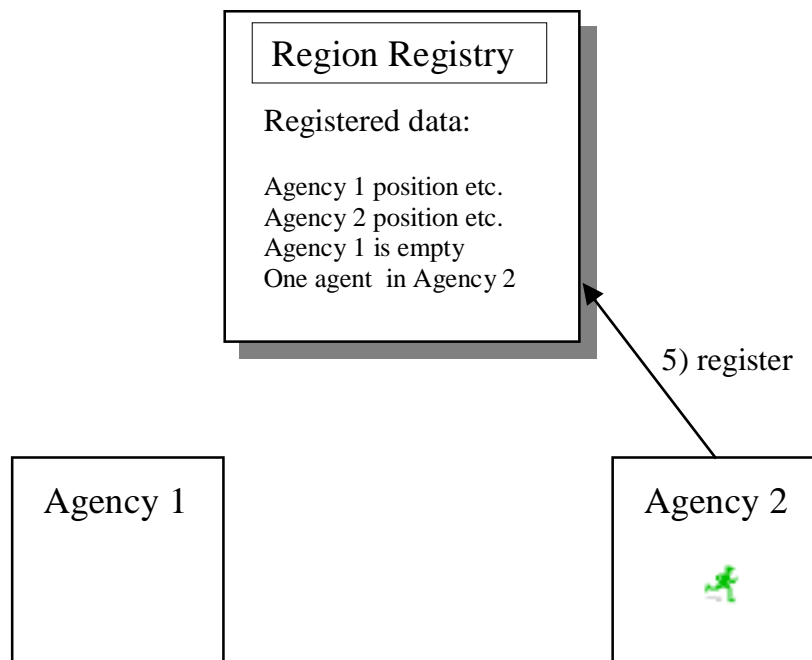 Region Registry
Registered data:
Agency 1 position etc.
Agency 2 position etc.
Agency 1 is empty
One agent in Agency 2
5) register
Agency 1
Agency 2